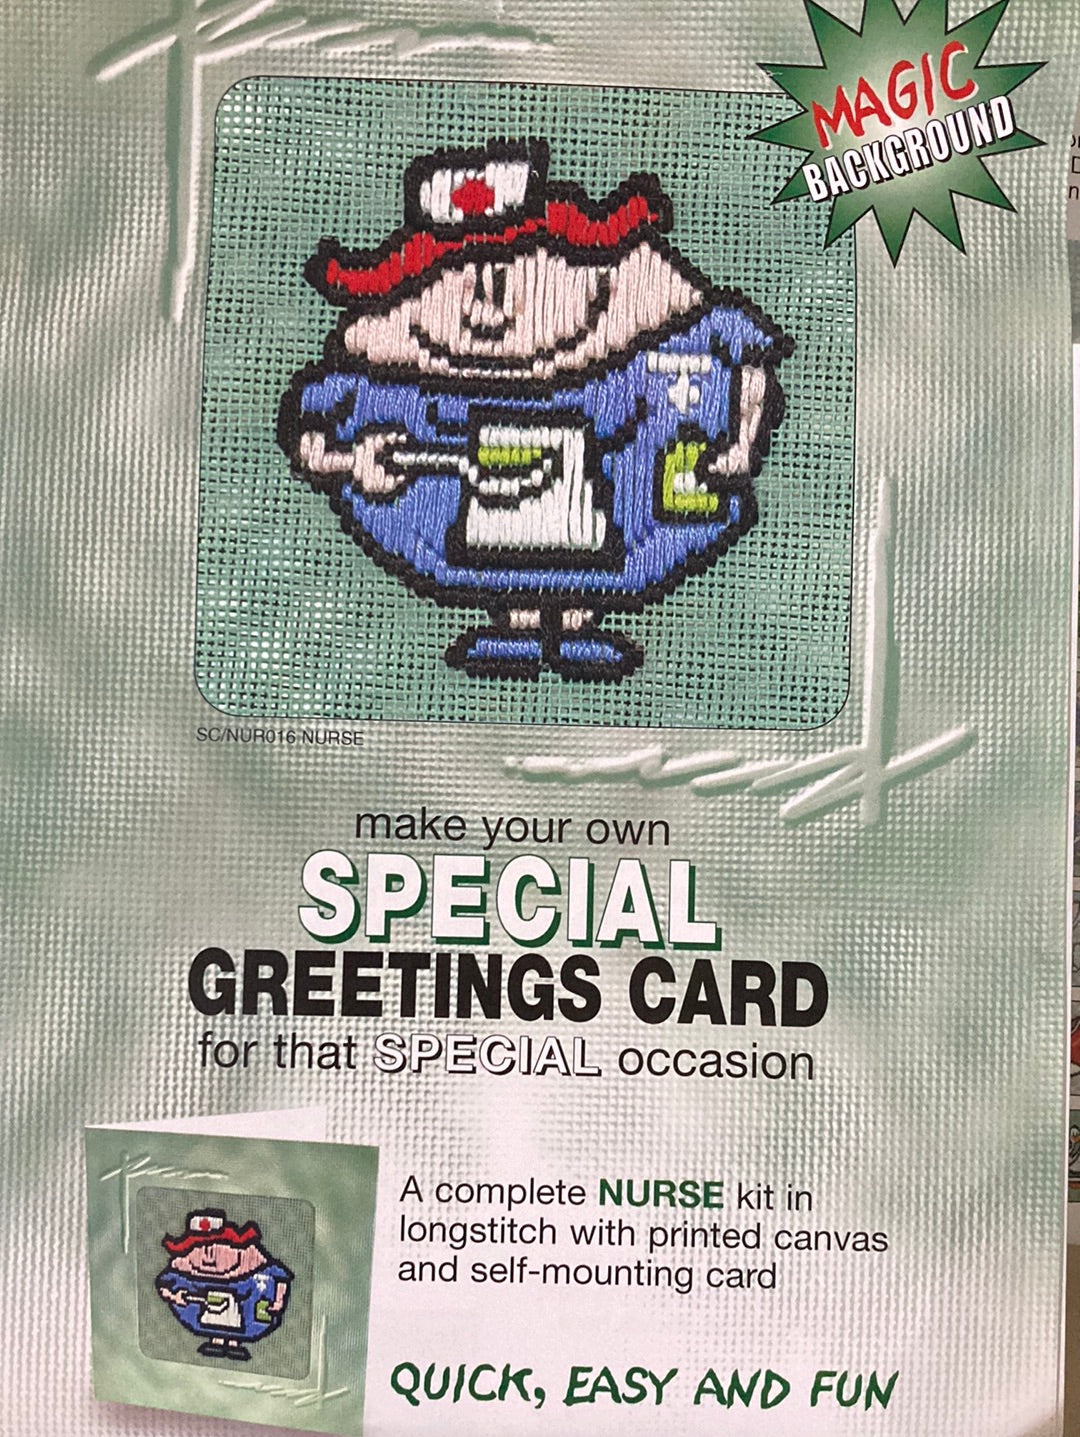 MAGIC
BACKGROUND
SC/NUR016 NURSE
make your own
SPECIAL
GREETINGS CARD
for that SPECIAL occasion
A complete NURSE kit in
longstitch with printed canvas
and self-mounting card
QUICK, EASY AND FUN